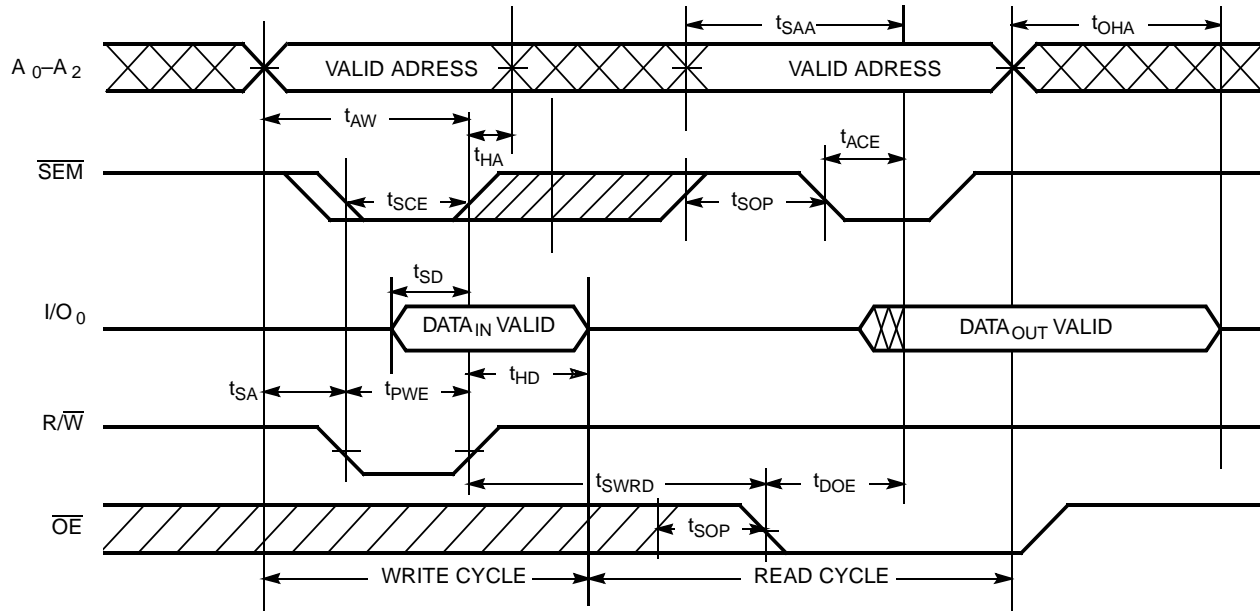 tSAA
tOHA
A0–A2
VALID ADRESS
VALID ADRESS
tAW
tHA
tACE
SEM
tSCE
tSOP
tSD
I/O0
DATAIN VALID
DATAOUT VALID
tSA
tPWE
tHD
R/W
tSWRD
tDOE
OE
tSOP
WRITE CYCLE
READ CYCLE